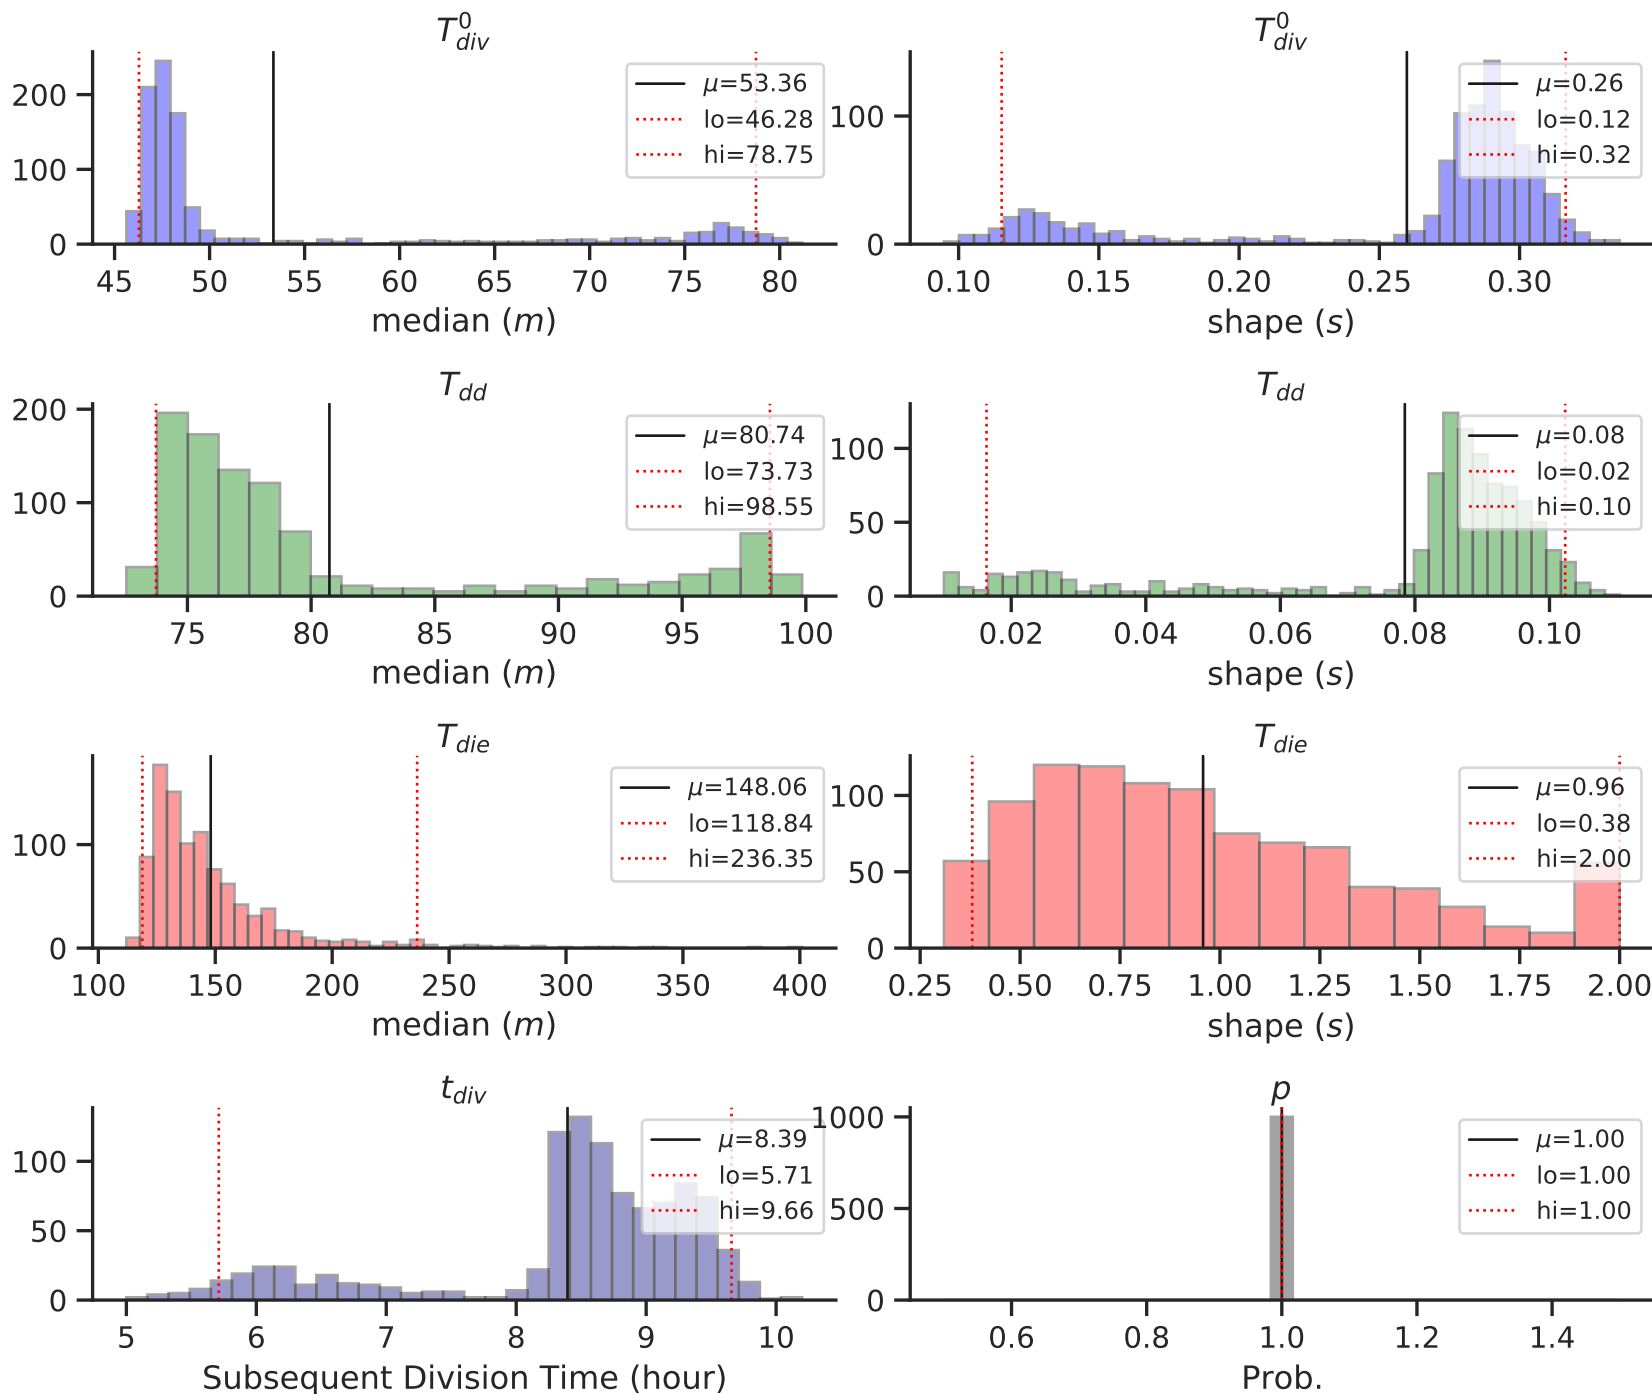 T⁰div
T⁰div
μ=53.36
lo=46.28
hi=78.75
μ=0.26
lo=0.12
hi=0.32
200
100
0
100
0
45 50 55 60 65 70 75 80
0.10 0.15 0.20 0.25 0.30
median (m)
shape (s)
Tdd
Tdd
μ=80.74
lo=73.73
hi=98.55
μ=0.08
lo=0.02
hi=0.10
200
100
0
100
50
0
75 80 85 90 95 100
0.02 0.04 0.06 0.08 0.10
median (m)
shape (s)
Tdie
Tdie
μ=148.06
lo=118.84
hi=236.35
μ=0.96
lo=0.38
hi=2.00
100
0
100
50
0
100 150 200 250 300 350 400
0.25 0.50 0.75 1.00 1.25 1.50 1.75 2.00
median (m)
shape (s)
tdiv
p
μ=8.39
lo=5.71
hi=9.66
μ=1.00
lo=1.00
hi=1.00
100
50
0
1000
500
0
5 6 7 8 9 10
0.6 0.8 1.0 1.2 1.4
Subsequent Division Time (hour)
Prob.